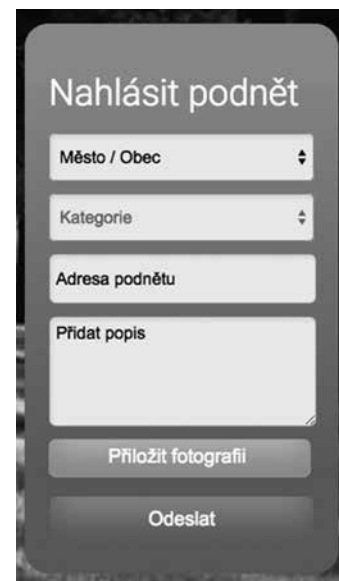 Nahlásit podnět
Město / Obec
Kategorie
Adresa podnětu
Přidat popis
Přiložit fotografii
Odeslat